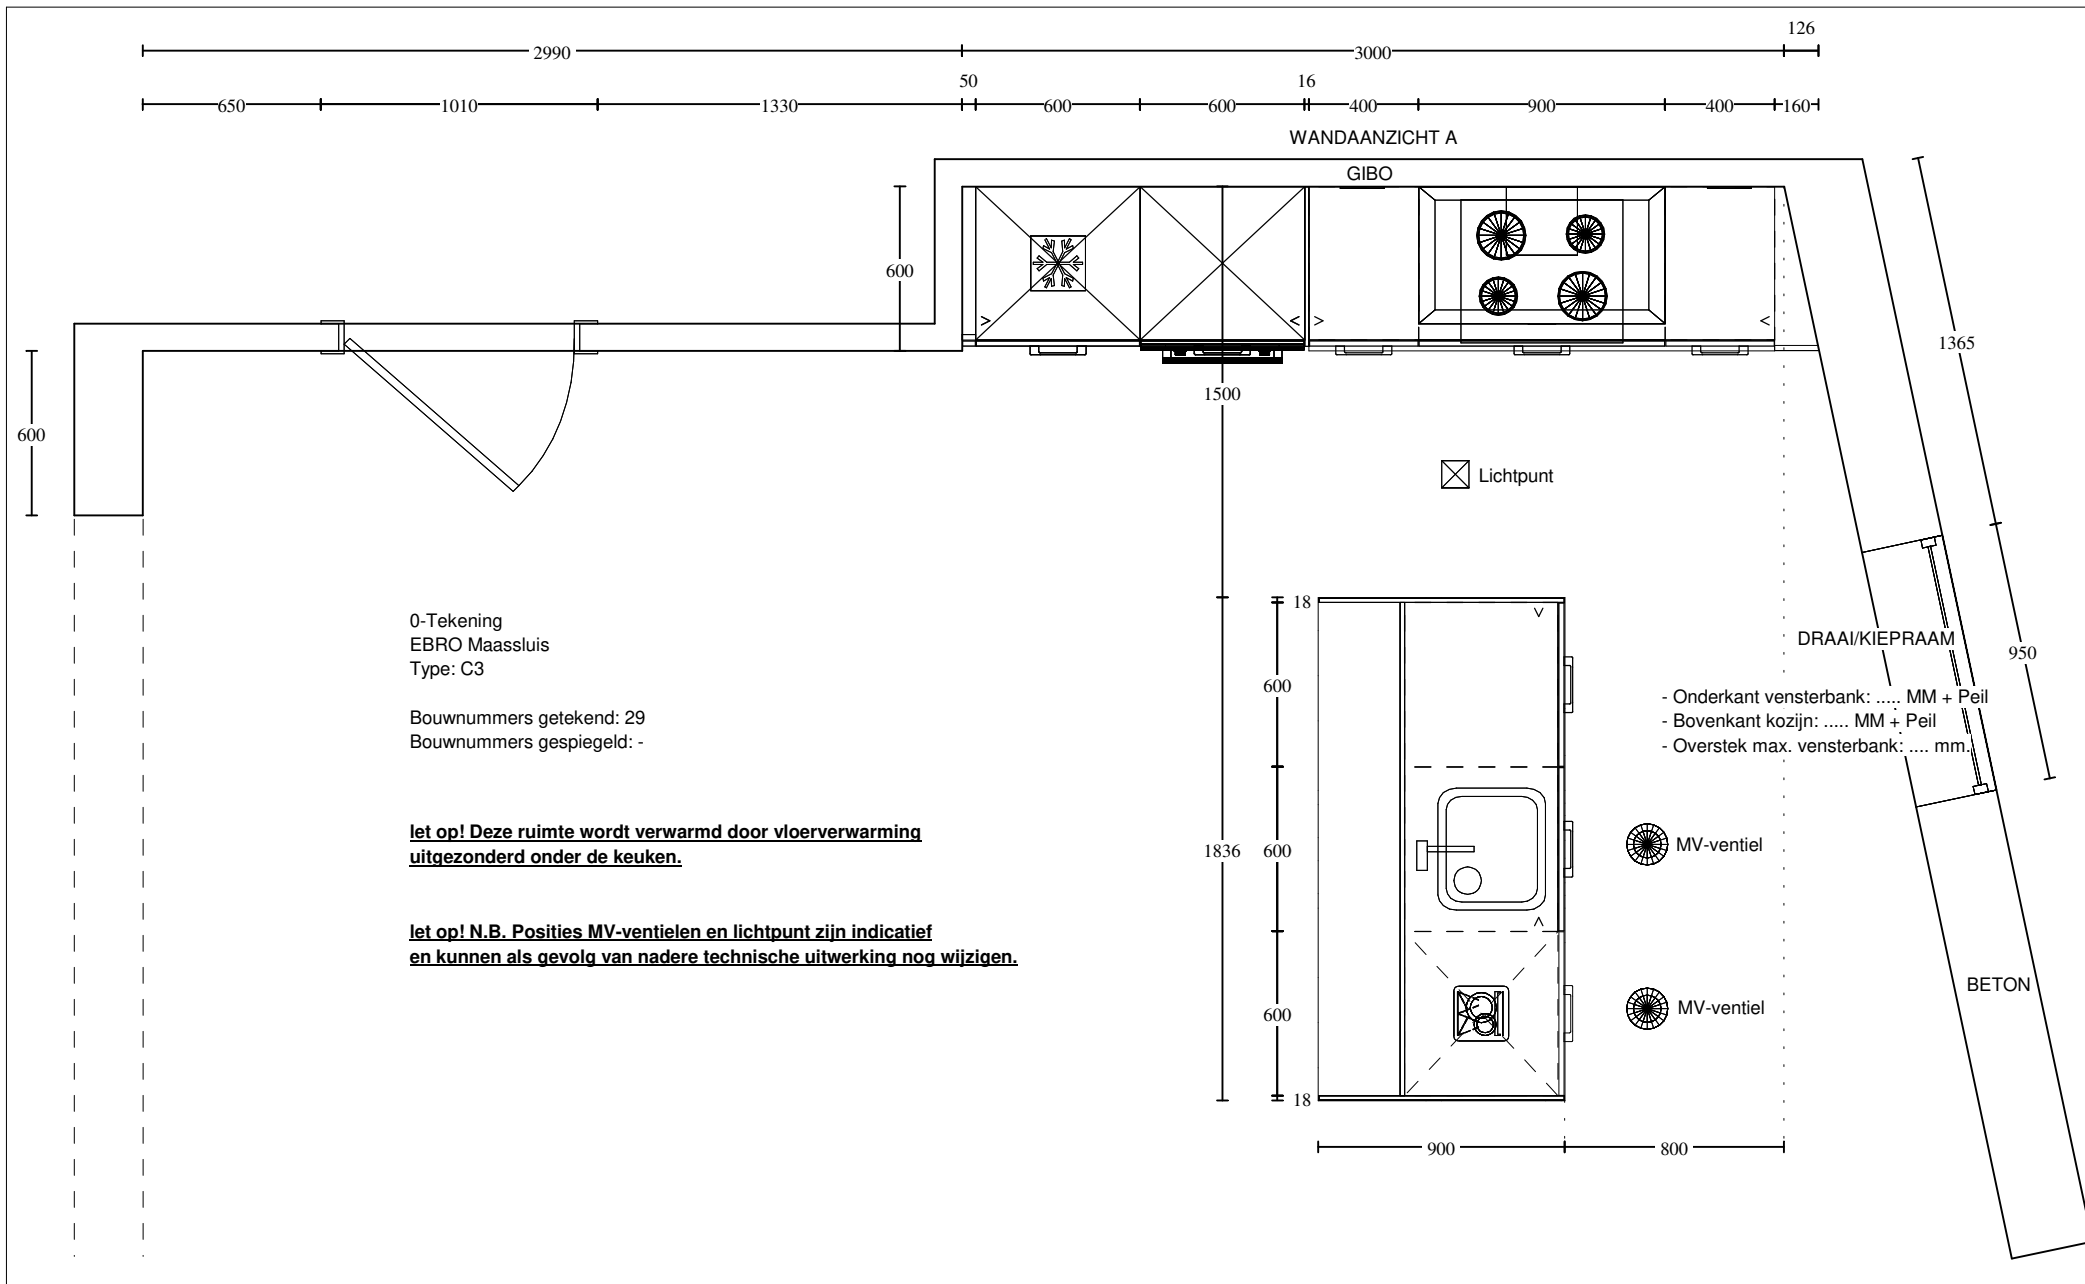 126
2990
3000
50
16
650
1010
1330
600
600
400
900
400
160
WANDAANZICHT A
GIBO
600
1365
1500
600
Lichtpunt
18
0-Tekening
EBRO Maassluis
Type: C3
DRAAI/KIEPRAAM
950
600
- Onderkant vensterbank: ..... MM + Peil
- Bovenkant kozijn: ..... MM + Peil
- Overstek max. vensterbank: .... mm.
Bouwnummers getekend: 29
Bouwnummers gespiegeld: -
let op! Deze ruimte wordt verwarmd door vloerverwarming
uitgezonderd onder de keuken.
1836
600
MV-ventiel
let op! N.B. Posities MV-ventielen en lichtpunt zijn indicatief
en kunnen als gevolg van nadere technische uitwerking nog wijzigen.
BETON
600
MV-ventiel
18
900
800